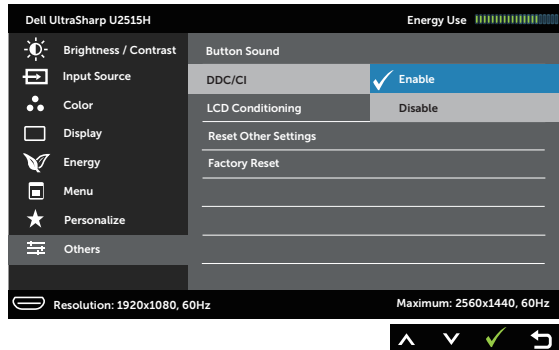 Dell UltraSharp U2515H Energy Use
Brightness / Contrast Button Sound
Input Source DDC/CI Enable
Color LCD Conditioning Disable
Display Reset Other Settings
Energy Factory Reset
Menu
Personalize
Others
Resolution: 1920x1080, 60Hz Maximum: 2560x1440, 60Hz